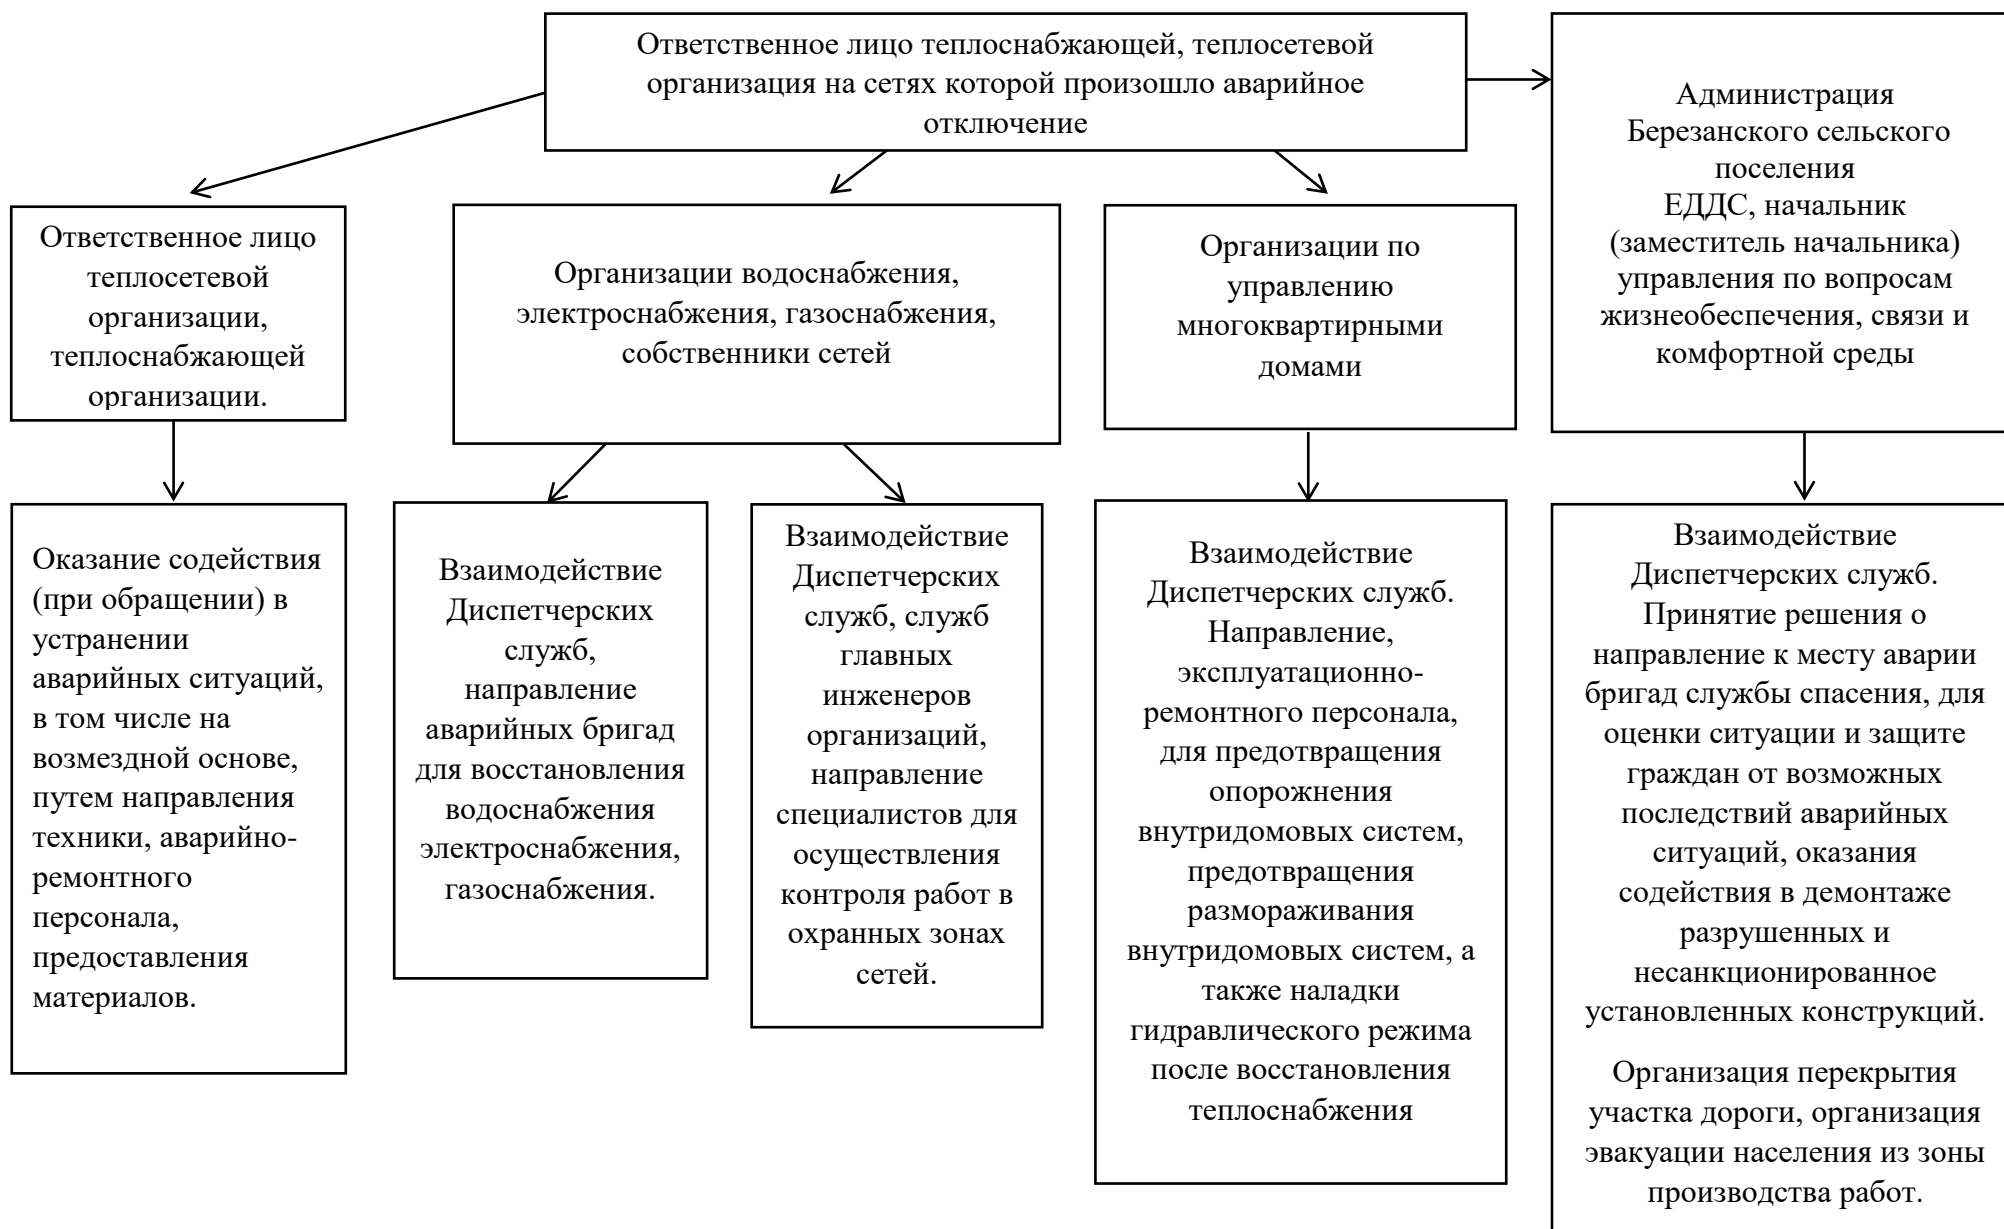 Ответственное лицо теплоснабжающей, теплосетевой
организация на сетях которой произошло аварийное
отключение
Администрация
Березанского сельского
поселения
ЕДДС, начальник
(заместитель начальника)
управления по вопросам
жизнеобеспечения, связи и
комфортной среды
Ответственное лицо
теплосетевой
организации,
теплоснабжающей
организации.
Организации водоснабжения,
электроснабжения, газоснабжения,
собственники сетей
Организации по
управлению
многоквартирными
домами
Оказание содействия
(при обращении) в
устранении
аварийных ситуаций,
в том числе на
возмездной основе,
путем направления
техники, аварийно-
ремонтного
персонала,
предоставления
материалов.
Взаимодействие
Диспетчерских
служб,
направление
аварийных бригад
для восстановления
водоснабжения
электроснабжения,
газоснабжения.
Взаимодействие
Диспетчерских
служб, служб
главных
инженеров
организаций,
направление
специалистов для
осуществления
контроля работ в
охранных зонах
сетей.
Взаимодействие
Диспетчерских служб.
Направление,
эксплуатационно-
ремонтного персонала,
для предотвращения
опорожнения
внутридомовых систем,
предотвращения
размораживания
внутридомовых систем, а
также наладки
гидравлического режима
после восстановления
теплоснабжения
Взаимодействие
Диспетчерских служб.
Принятие решения о
направление к месту аварии
бригад службы спасения, для
оценки ситуации и защите
граждан от возможных
последствий аварийных
ситуаций, оказания
содействия в демонтаже
разрушенных и
несанкционированное
установленных конструкций.
Организация перекрытия
участка дороги, организация
эвакуации населения из зоны
производства работ.